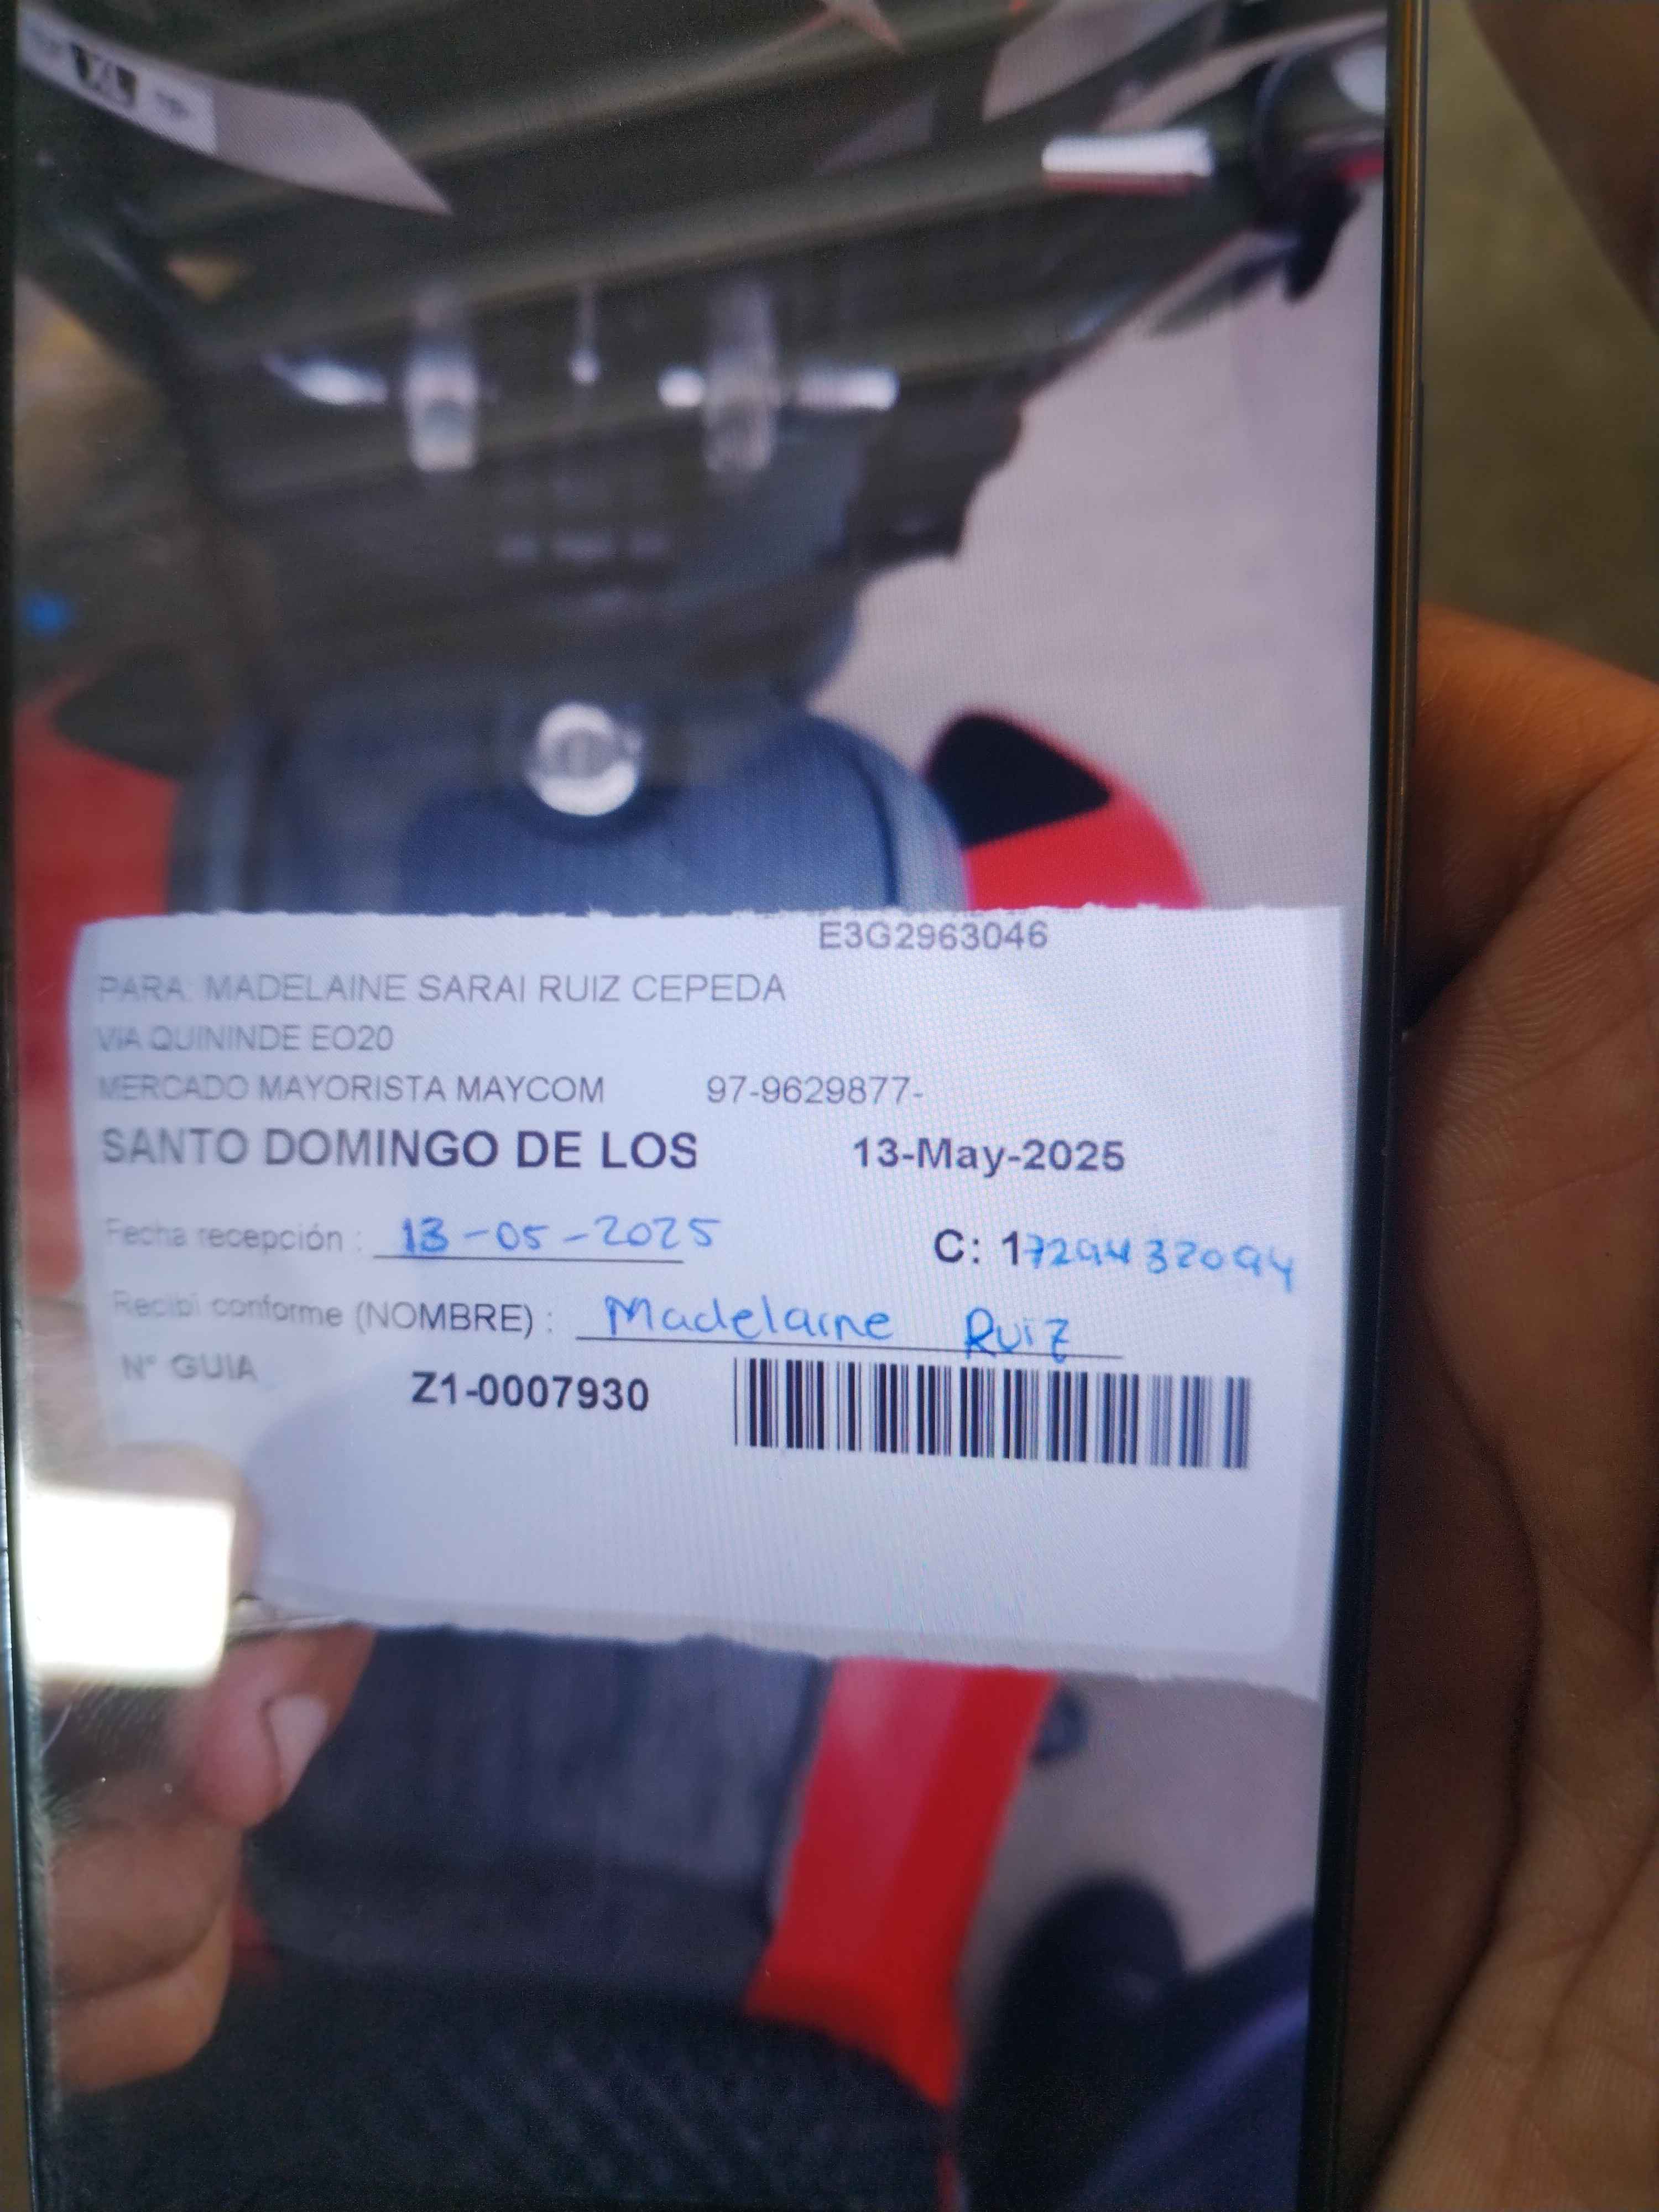 E3G2963046
PARA: MADELAINE SARAI RUIZ CEPEDA
VIA QUININDE EO20
MERCADO MAYORISTA MAYCOM 97-9629877-
SANTO DOMINGO DE LOS 13-May-2025
Fecha recepción : 13-05-2025 C: 1729432094
Recibí conforme (NOMBRE) : Madelaine Ruiz
N° GUIA Z1-0007930